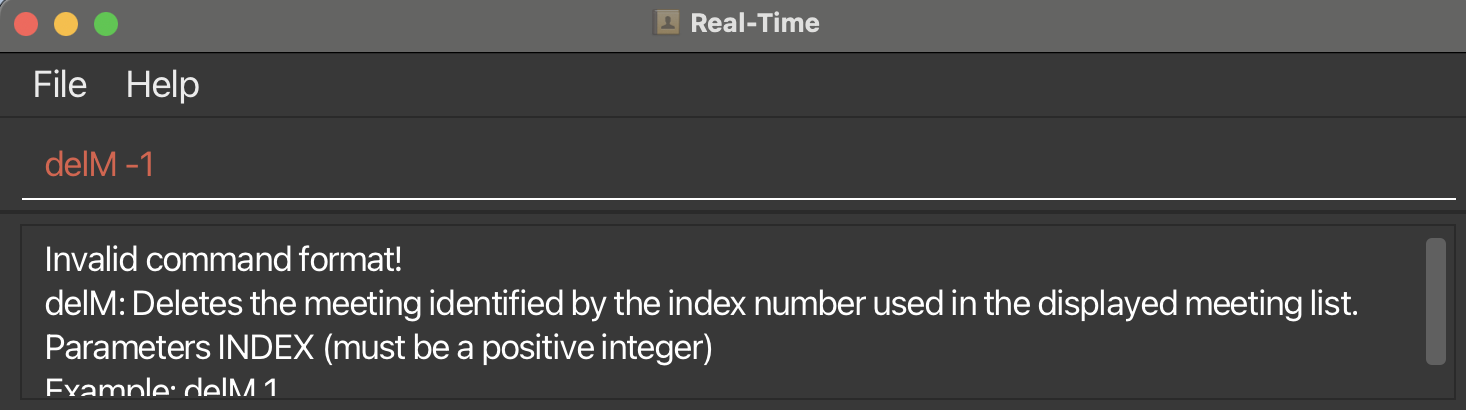 Real-Time
File Help
delM -1
Invalid command format!
delM: Deletes the meeting identified by the index number used in the displayed meeting list.
Parameters INDEX (must be a positive integer)
Example: delM 1